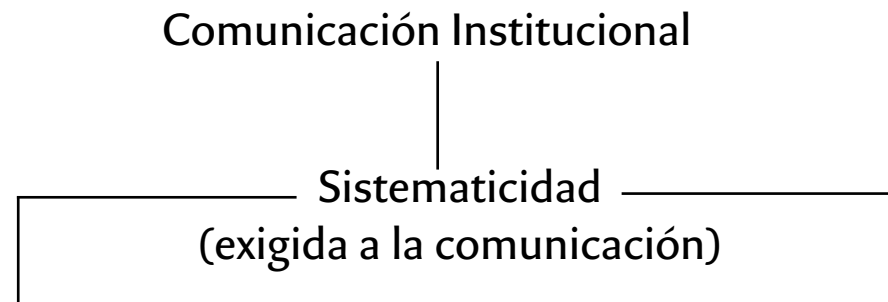 Comunicación Institucional
Sistematicidad
(exigida a la comunicación)